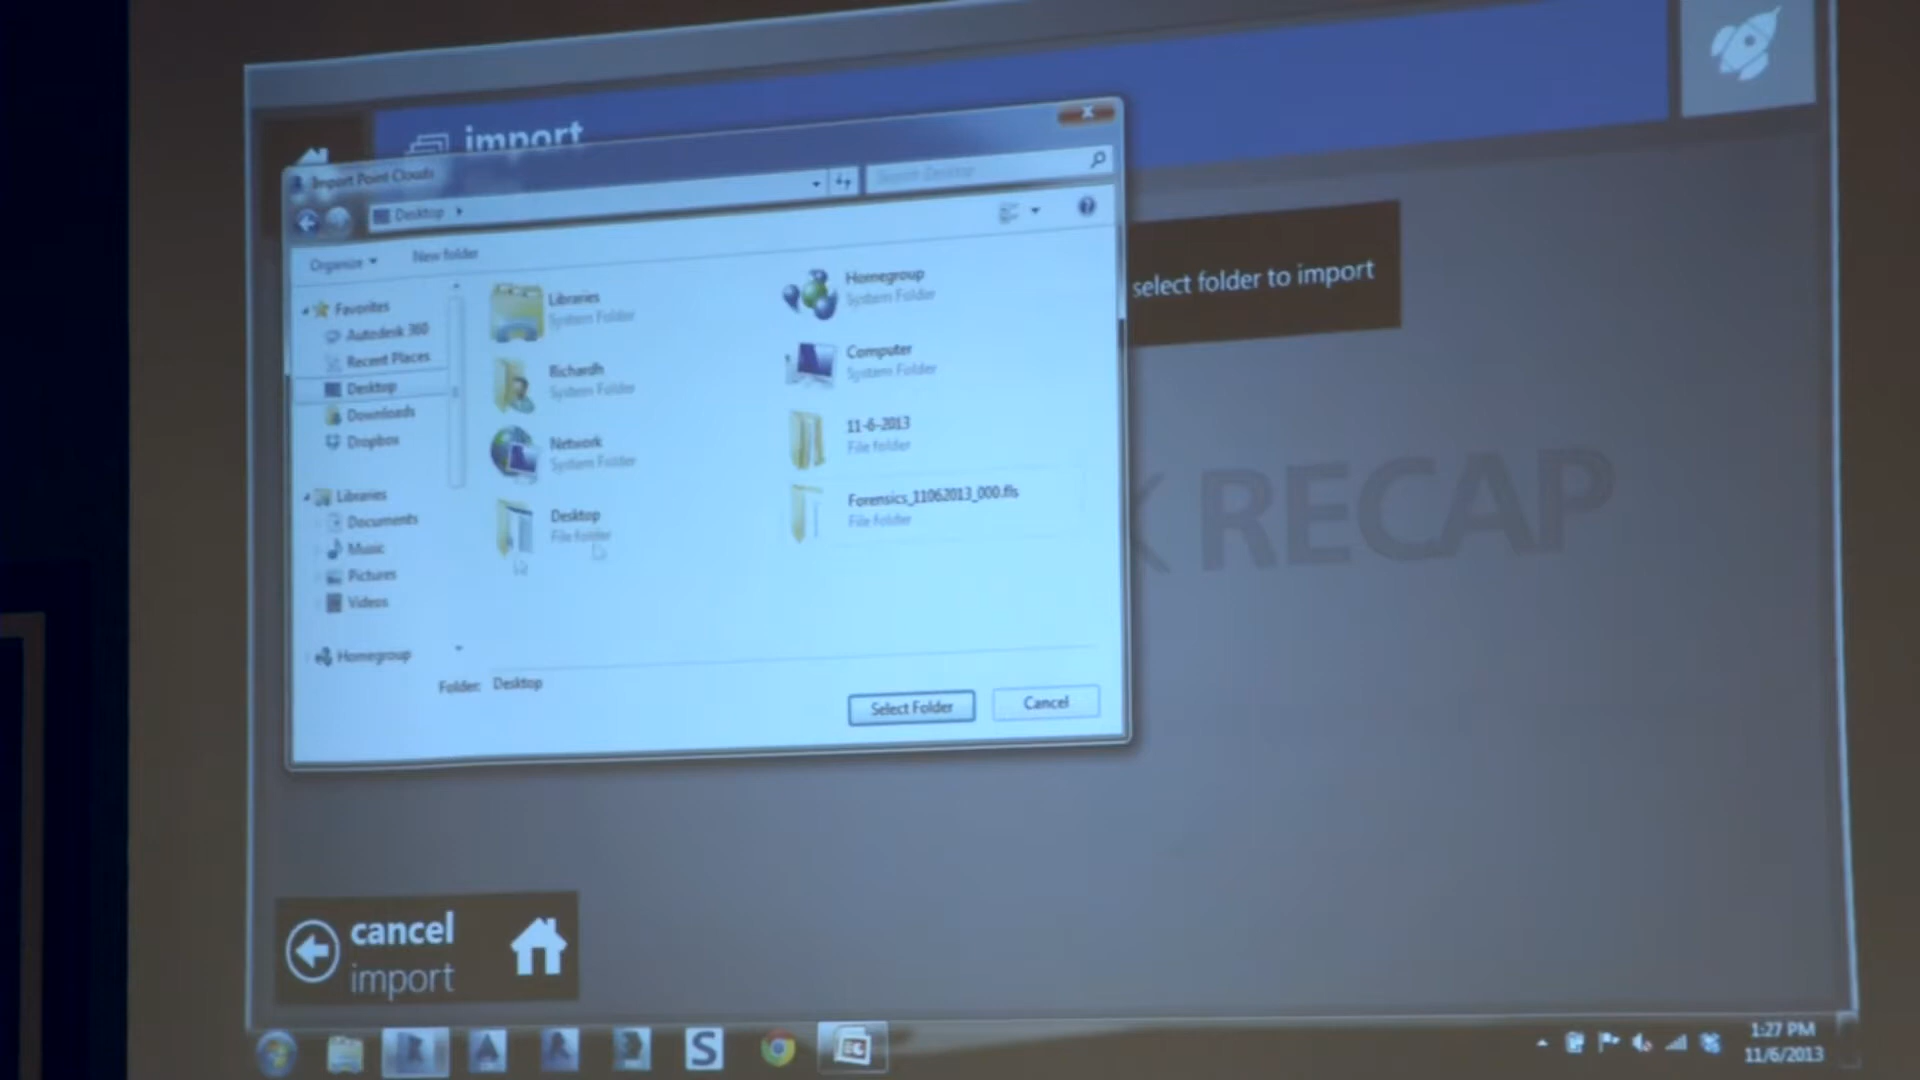 import
Import Point Clouds
Desktop
Search Desktop
Organize
New folder
select folder to import
Favorites
Autodesk 360
Recent Places
Desktop
Downloads
Dropbox
Libraries
Documents
Music
Pictures
Videos
Homegroup
Libraries
System Folder
Homegroup
System Folder
Richardh
System Folder
Computer
System Folder
Network
System Folder
11-6-2013
File folder
Desktop
File folder
Forensics_11062013_000.fls
File folder
K RECAP
Folder: Desktop
Select Folder
Cancel
cancel
import
S
1:27 PM
11/6/2013